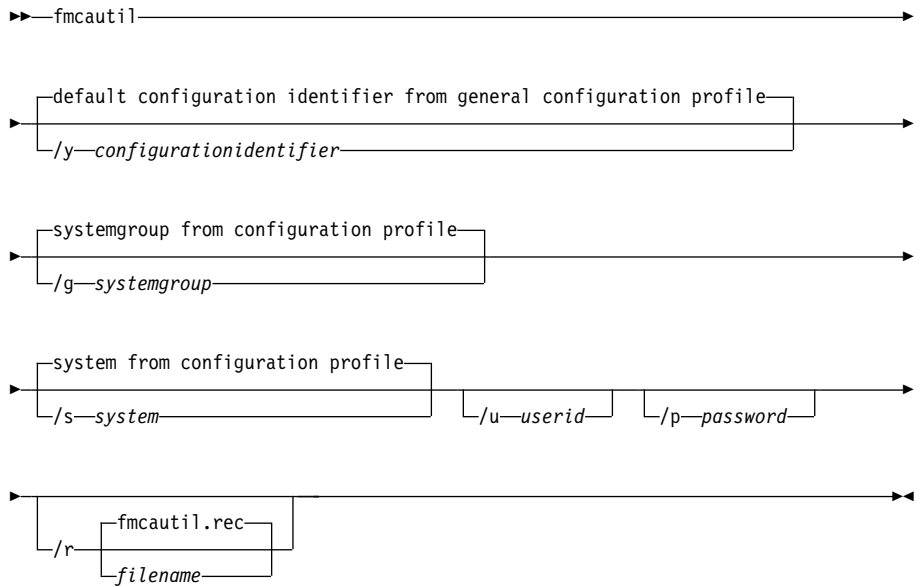 fmcautil
default configuration identifier from general configuration profile
/y configurationidentifier
systemgroup from configuration profile
/g systemgroup
system from configuration profile
/s system /u userid /p password
fmcautil.rec
/r
filename